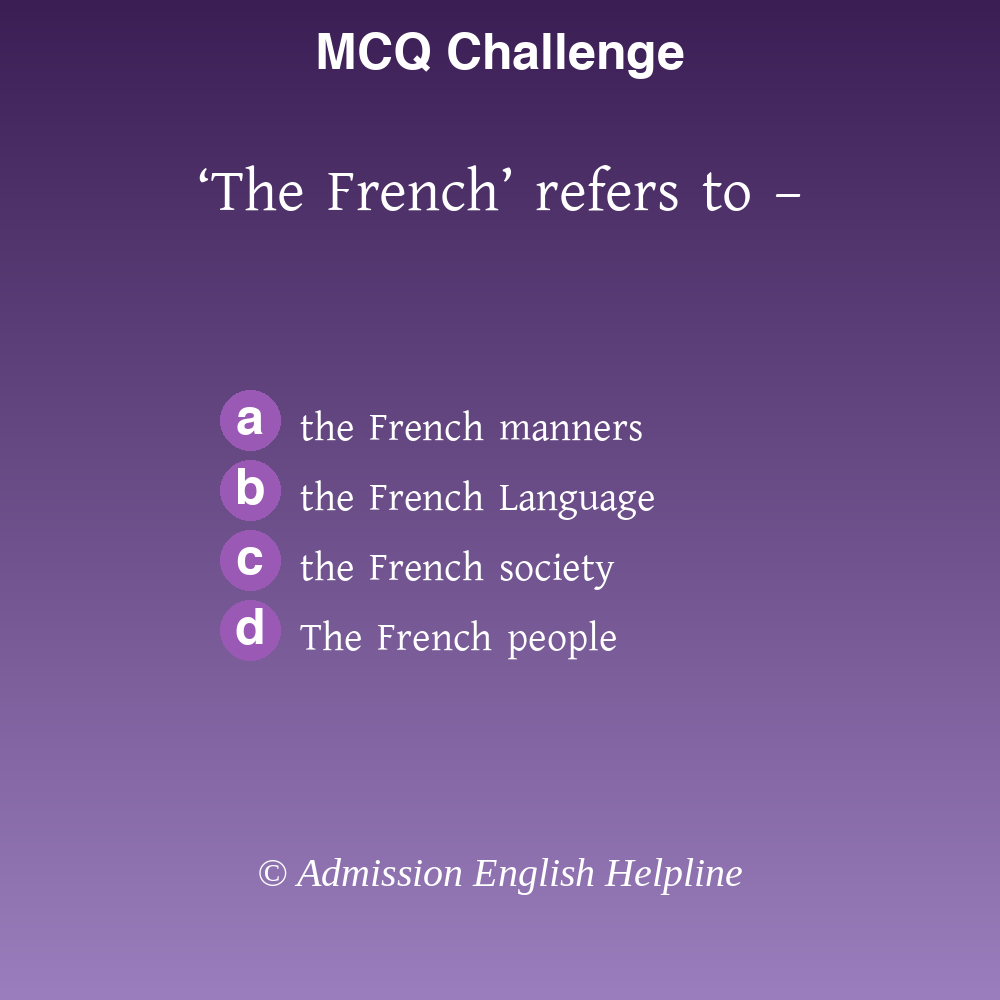 MCQ Challenge
‘The French’ refers to –
a the French manners
b the French Language
c the French society
d The French people
© Admission English Helpline